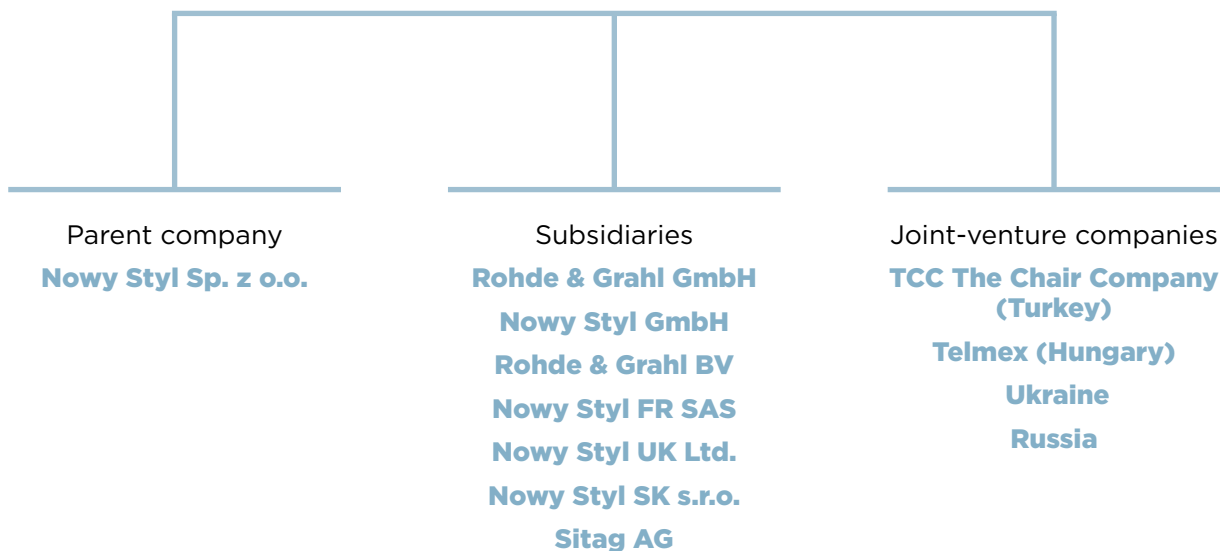 Parent company
Nowy Styl Sp. z o.o.
Subsidiaries
Rohde & Grahl GmbH
Nowy Styl GmbH
Rohde & Grahl BV
Nowy Styl FR SAS
Nowy Styl UK Ltd.
Nowy Styl SK s.r.o.
Sitag AG
Joint-venture companies
TCC The Chair Company
(Turkey)
Telmex (Hungary)
Ukraine
Russia